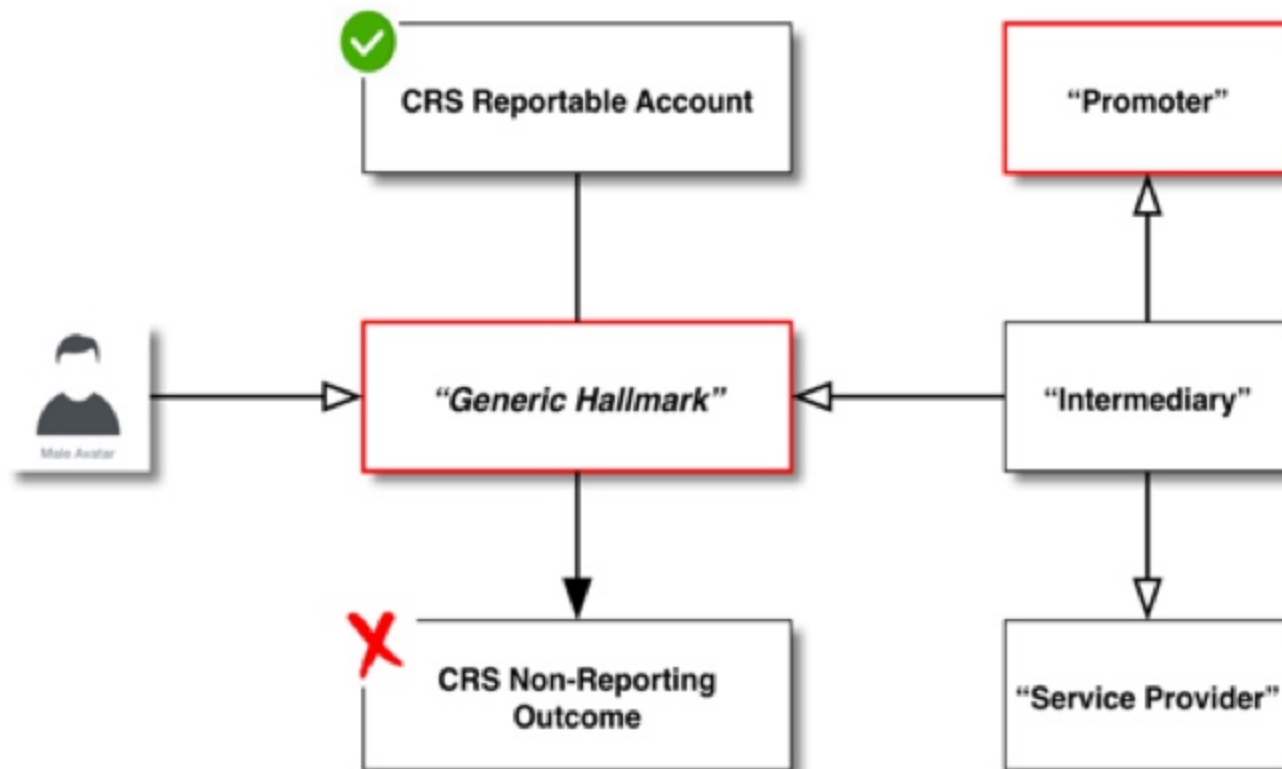 CRS Reportable Account
“Promoter”
Male Avatar
“Generic Hallmark”
“Intermediary”
CRS Non-Reporting
Outcome
“Service Provider”